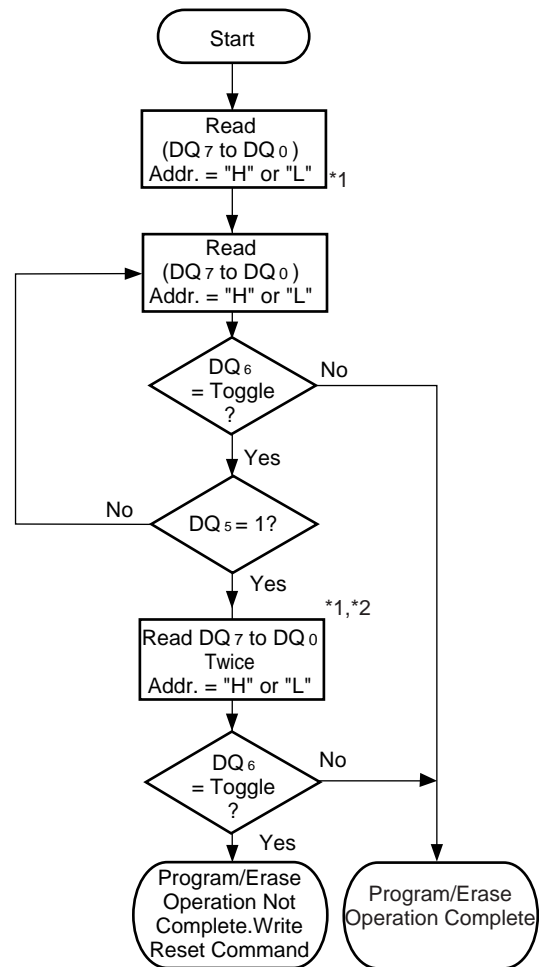 Start
Read
(DQ7 to DQ0)
Addr. = "H" or "L"
*1
Read
(DQ7 to DQ0)
Addr. = "H" or "L"
DQ6
= Toggle
?
No
Yes
No
DQ5 = 1?
Yes
*1,*2
Read DQ7 to DQ0
Twice
Addr. = "H" or "L"
DQ6
= Toggle
?
No
Yes
Program/Erase
Operation Not
Complete.Write
Reset Command
Program/Erase
Operation Complete